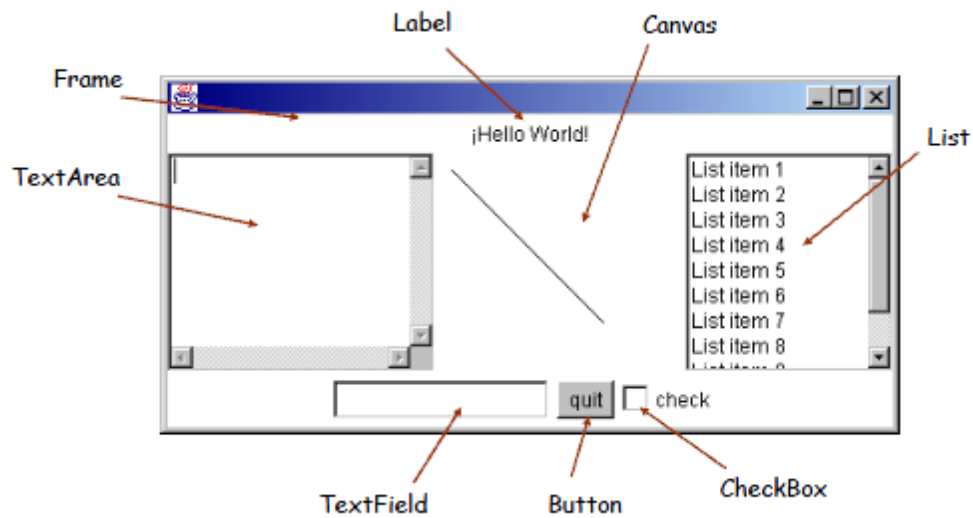 Label
Canvas
Frame
¡Hello World!
List
TextArea
List item 1
List item 2
List item 3
List item 4
List item 5
List item 6
List item 7
List item 8
quit
check
TextField
Button
CheckBox